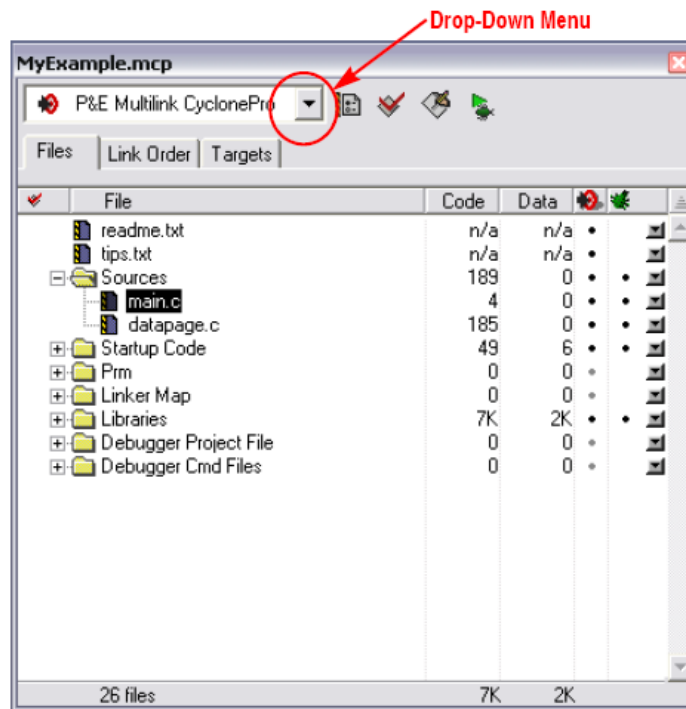 Drop-Down Menu
MyExample.mcp
P&E Multilink CyclonePro
Files Link Order Targets
File Code Data
readme.txt n/a n/a
tips.txt n/a n/a
Sources 189 0
main.c 4 0
datapage.c 185 0
Startup Code 49 6
Prm 0 0
Linker Map 0 0
Libraries 7K 2K
Debugger Project File 0 0
Debugger Cmd Files 0 0
26 files 7K 2K